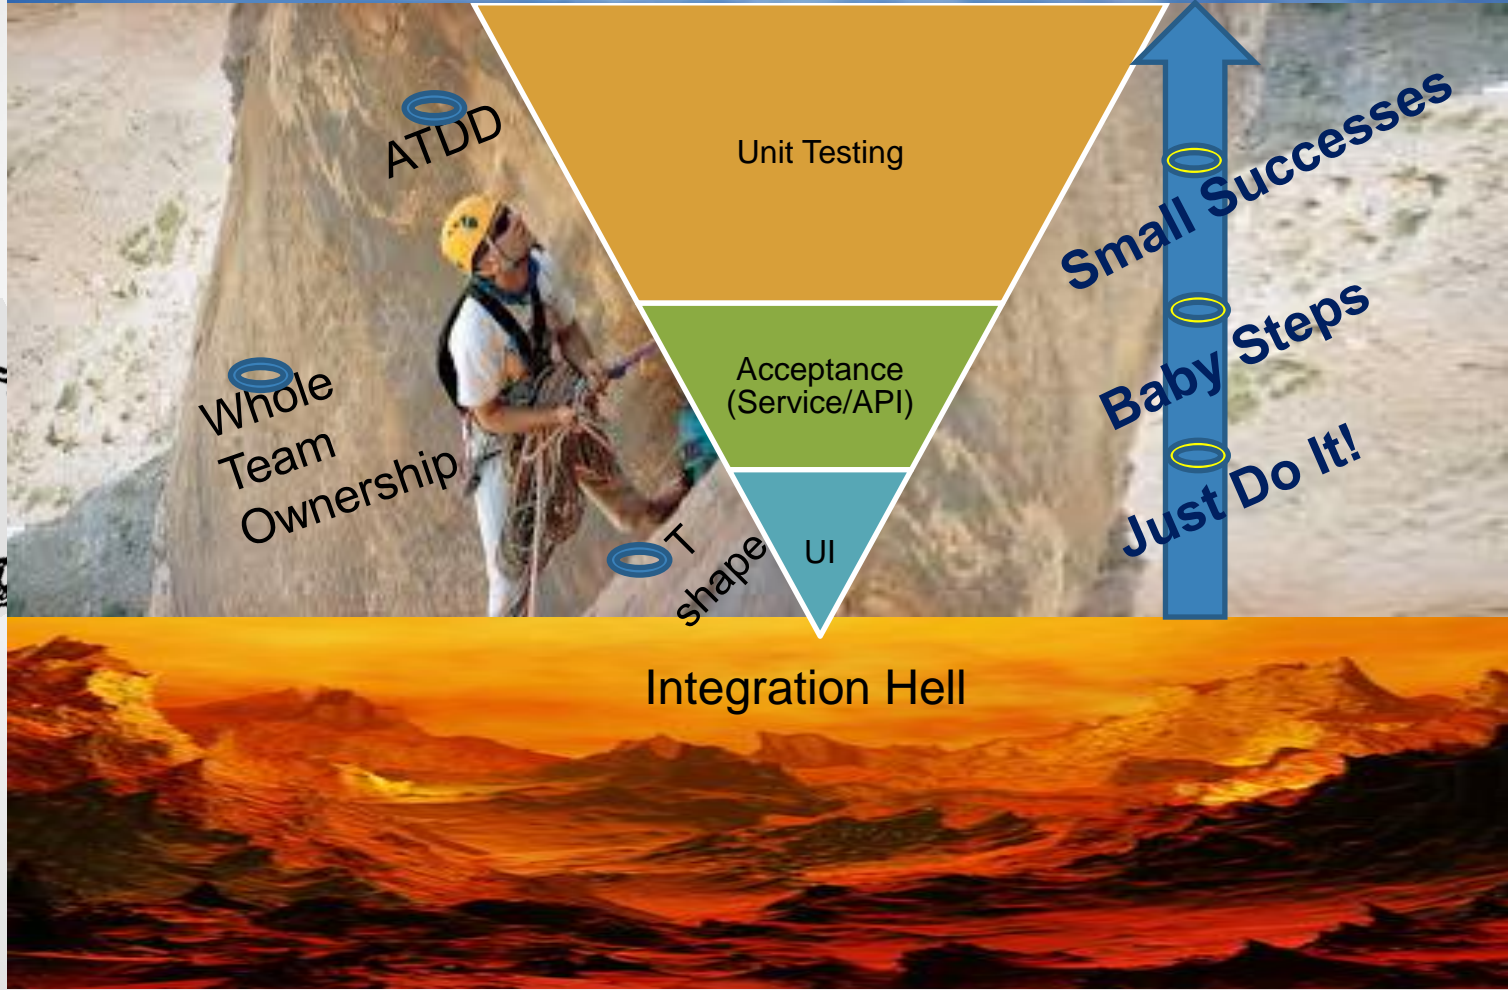 ATDD
Unit Testing
Small Successes
Whole
Team
Ownership
Acceptance
(Service/API)
Baby Steps
T
shape
UI
Just Do It!
Integration Hell